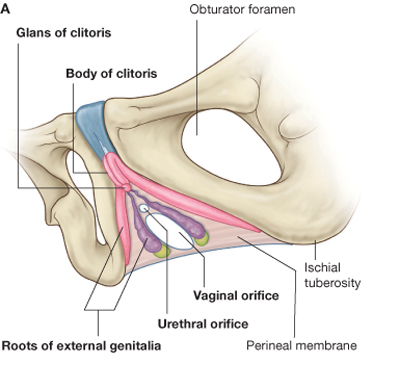 A
Obturator foramen
Glans of clitoris
Body of clitoris
Ischial
tuberosity
Vaginal orifice
Urethral orifice
Roots of external genitalia
Perineal membrane